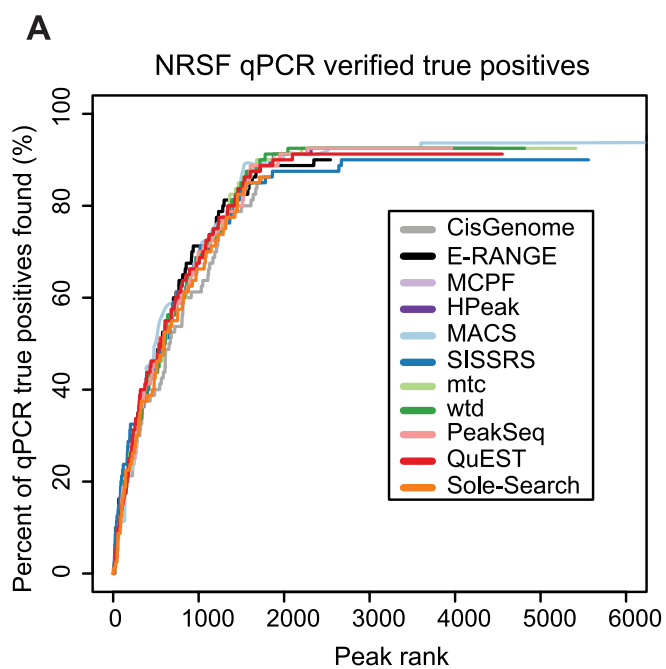 A
NRSF qPCR verified true positives
Percent of qPCR true positives found (%)
100
80
60
40
20
0
CisGenome
E-RANGE
MCPF
HPeak
MACS
SISSRS
mtc
wtd
PeakSeq
QuEST
Sole-Search
0 1000 2000 3000 4000 5000 6000
Peak rank